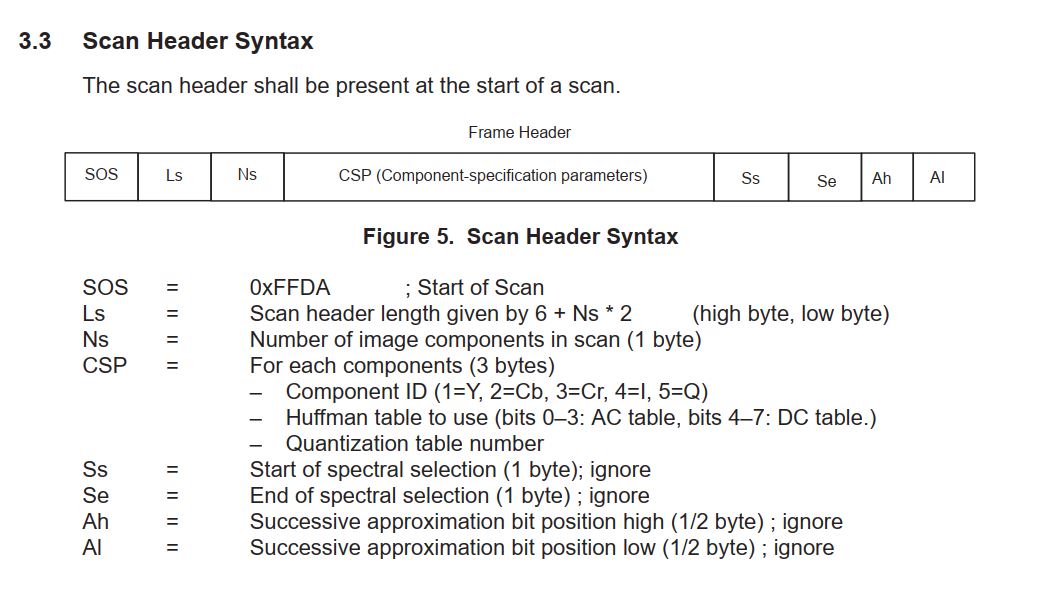 3.3 Scan Header Syntax
The scan header shall be present at the start of a scan.
Frame Header
SOS Ls Ns CSP (Component-specification parameters) Ss Se Ah Al
Figure 5. Scan Header Syntax
SOS = 0xFFDA ; Start of Scan
Ls = Scan header length given by 6 + Ns * 2 (high byte, low byte)
Ns = Number of image components in scan (1 byte)
CSP = For each components (3 bytes)
– Component ID (1=Y, 2=Cb, 3=Cr, 4=I, 5=Q)
– Huffman table to use (bits 0–3: AC table, bits 4–7: DC table.)
– Quantization table number
Ss = Start of spectral selection (1 byte); ignore
Se = End of spectral selection (1 byte) ; ignore
Ah = Successive approximation bit position high (1/2 byte) ; ignore
Al = Successive approximation bit position low (1/2 byte) ; ignore